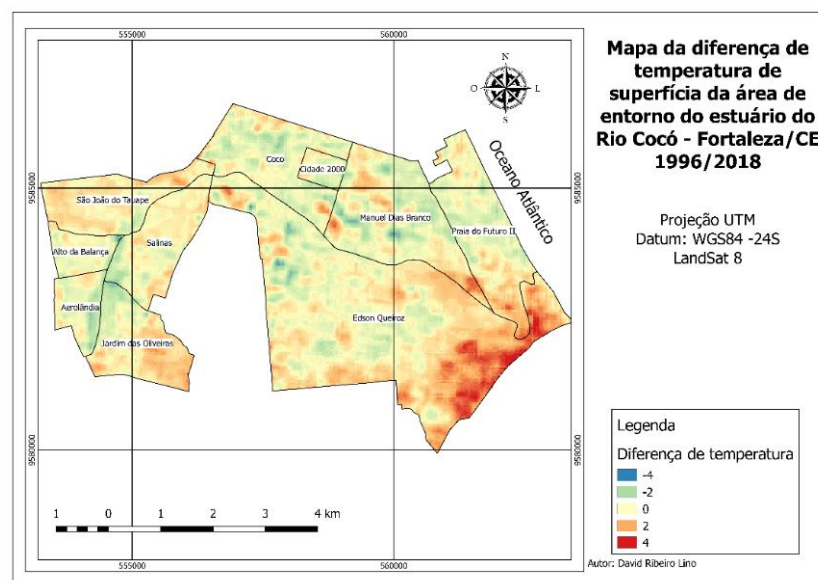 555000
560000
Mapa da diferença de
temperatura de
superfície da área de
entorno do estuário do
Rio Cocó - Fortaleza/CE
1996/2018
Projeção UTM
Datum: WGS84 -24S
LandSat 8
N
O
L
S
Oceano Atlântico
Coco
Cidade 2000
9585000
9585000
São João do Tauape
Manuel Dias Branco
Praia do Futuro II
Alto da Balança
Salinas
Aerolândia
Edson Queiroz
Jardim das Oliveiras
9580000
9580000
Legenda
Diferença de temperatura
-4
-2
0
2
4
1
0
1
2
3
4 km
555000
560000
Autor: David Ribeiro Lino